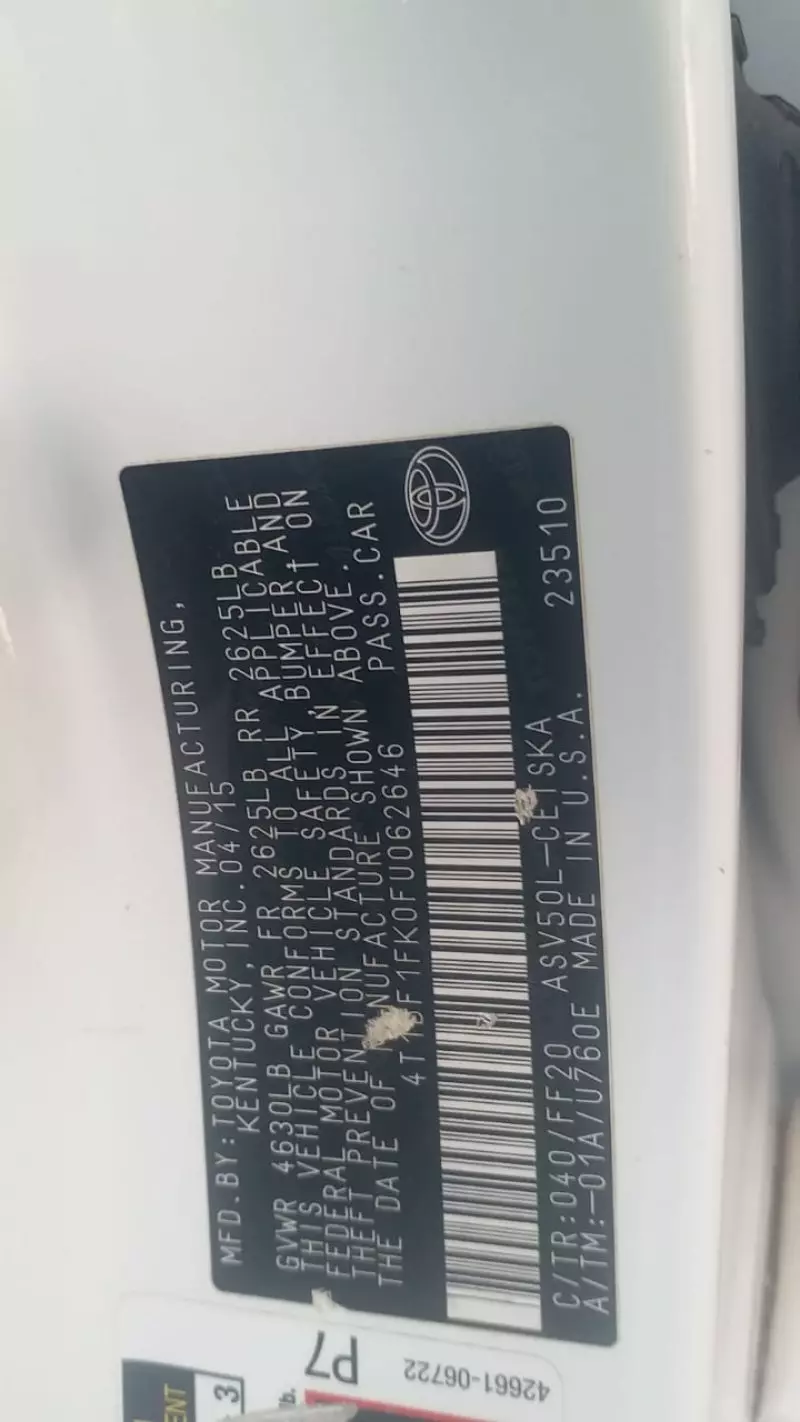 MFD.BY:TOYOTA MOTOR MANUFACTURING,
KENTUCKY, INC. 04/15
GVWR 4630LB GAWR FR 2625LB RR 2625LB
THIS VEHICLE CONFORMS TO ALL APPLICABLE
FEDERAL MOTOR VEHICLE SAFETY, BUMPER, AND
THEFT PREVENTION STANDARDS IN EFFECT ON
THE DATE OF MANUFACTURE SHOWN ABOVE.
PASS.CAR
C/TR:040/FF20 ASV50L-CETSKA 23510
A/TM:-01A/U760E MADE IN U.S.A.
42661-06722
P7
3